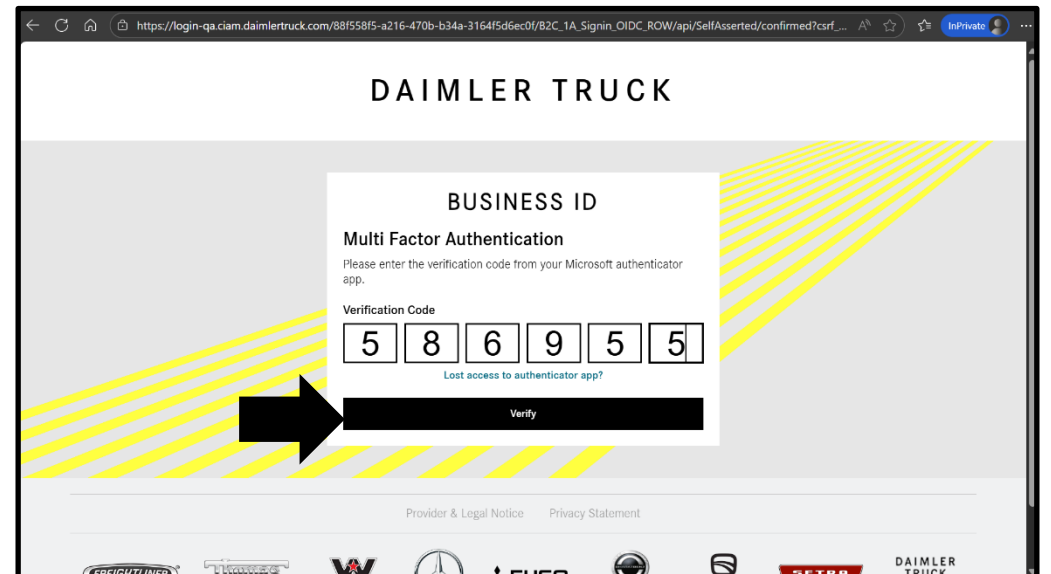 https://login-qa.ciam.daimlertruck.com/88f558f5-a216-470b-b34a-3164f5d6ec0f/B2C_1A_Signin_OIDC_ROW/api/SelfAsserted/confirmed?csrf_...
InPrivate
DAIMLER TRUCK
BUSINESS ID
Multi Factor Authentication
Please enter the verification code from your Microsoft authenticator
app.
Verification Code
5 8 6 9 5 5
Lost access to authenticator app?
Verify
Provider & Legal Notice Privacy Statement
FREIGHTLINER
DAIMLER
TRUCK